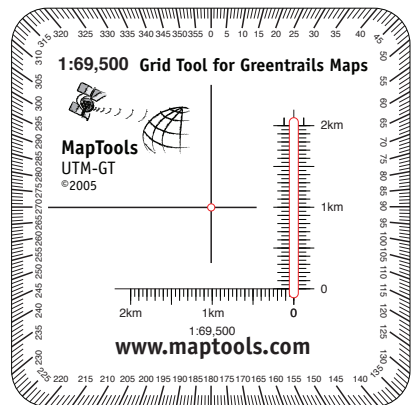 315 320 325 330 335 340 345 350 355 0 5 10 15 20 25 30 35 40 45
50 55 60 65 70 75 80 85 90 95 100 105 110 115 120 125 130 135
140 145 150 155 160 165 170 175 180 185 190 195 200 205 210 215 220 225
230 235 240 245 250 255 260 265 270 275 280 285 290 295 300 305 310
1:69,500 Grid Tool for Greentrails Maps
MapTools
UTM-GT
©2005
2km
1km
0
2km 1km 0
1:69,500
www.maptools.com